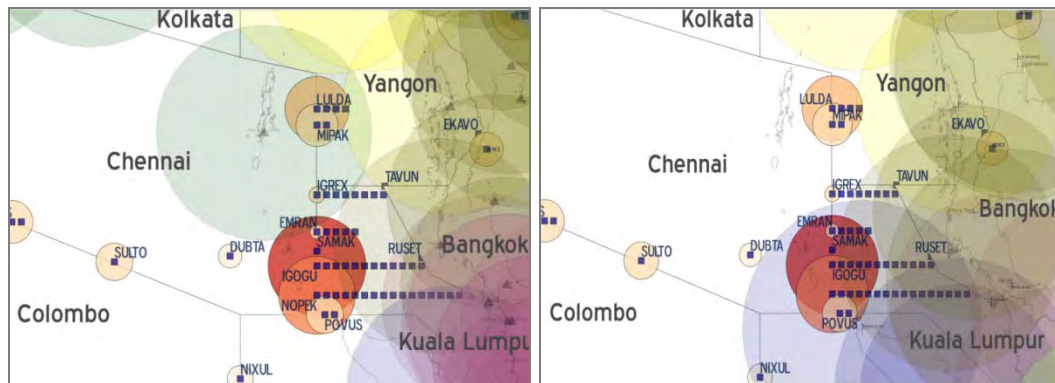 Kolkata
Yangon
LULDA
MIPAK
EKAVO
Chennai
TAVUN
IGREX
EMRAN
SAMAK
DUBTA
RUSET
Bangkok
SULTO
IGOGU
NOPEK
Colombo
POVUS
Kuala Lumpu
NIXUL
Kolkata
Yangon
LULDA
MIPAK
EKAVO
Chennai
TAVUN
IGREX
EMRAN
SAMAK
DUBTA
RUSET
Bangkok
SULTO
IGOGU
Colombo
POVUS
Kuala Lumpur
NIXUL